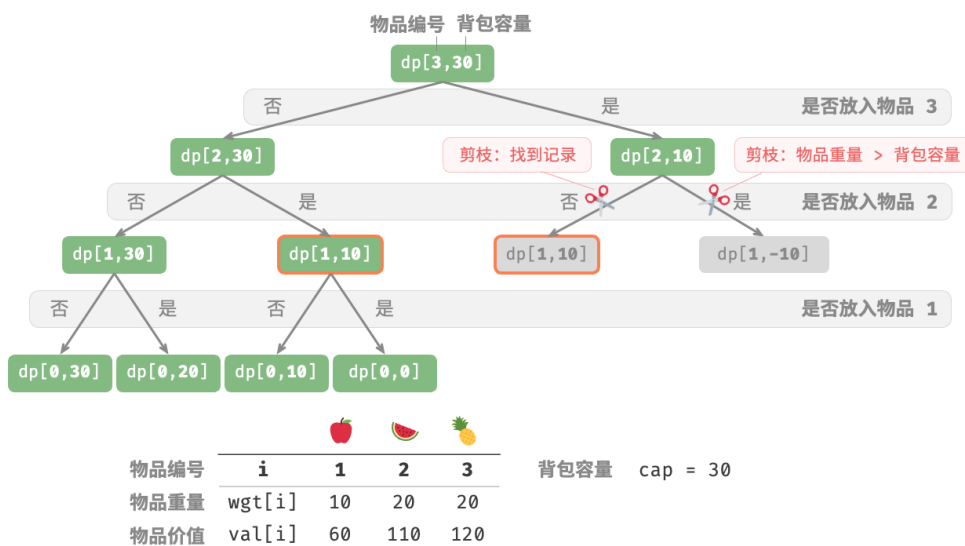 物品编号 背包容量
dp[3,30]
否 是 是否放入物品 3
dp[2,30] 剪枝：找到记录 dp[2,10] 剪枝：物品重量 > 背包容量
否 是 否 是 是否放入物品 2
dp[1,30] dp[1,10] dp[1,10] dp[1,-10]
否 是 否 是 是否放入物品 1
dp[0,30] dp[0,20] dp[0,10] dp[0,0]
物品编号 i 1 2 3 背包容量 cap = 30
物品重量 wgt[i] 10 20 20
物品价值 val[i] 60 110 120